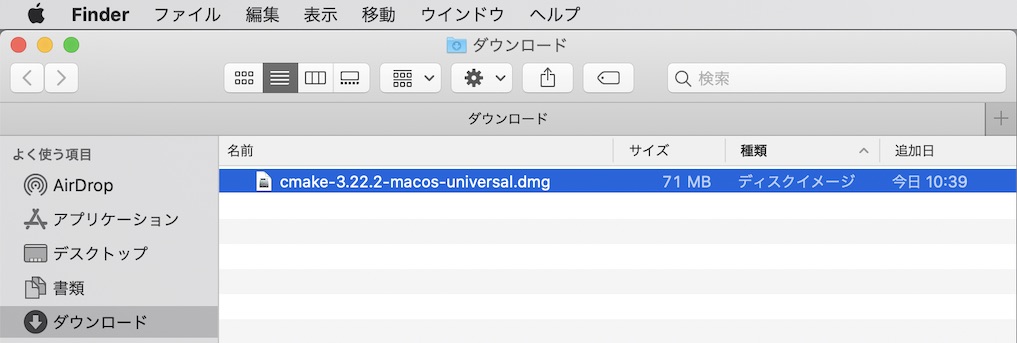 Finder ファイル 編集 表示 移動 ウインドウ ヘルプ
ダウンロード
検索
ダウンロード
よく使う項目
AirDrop
アプリケーション
デスクトップ
書類
ダウンロード
名前 サイズ 種類 追加日
cmake-3.22.2-macos-universal.dmg 71 MB ディスクイメージ 今日 10:39